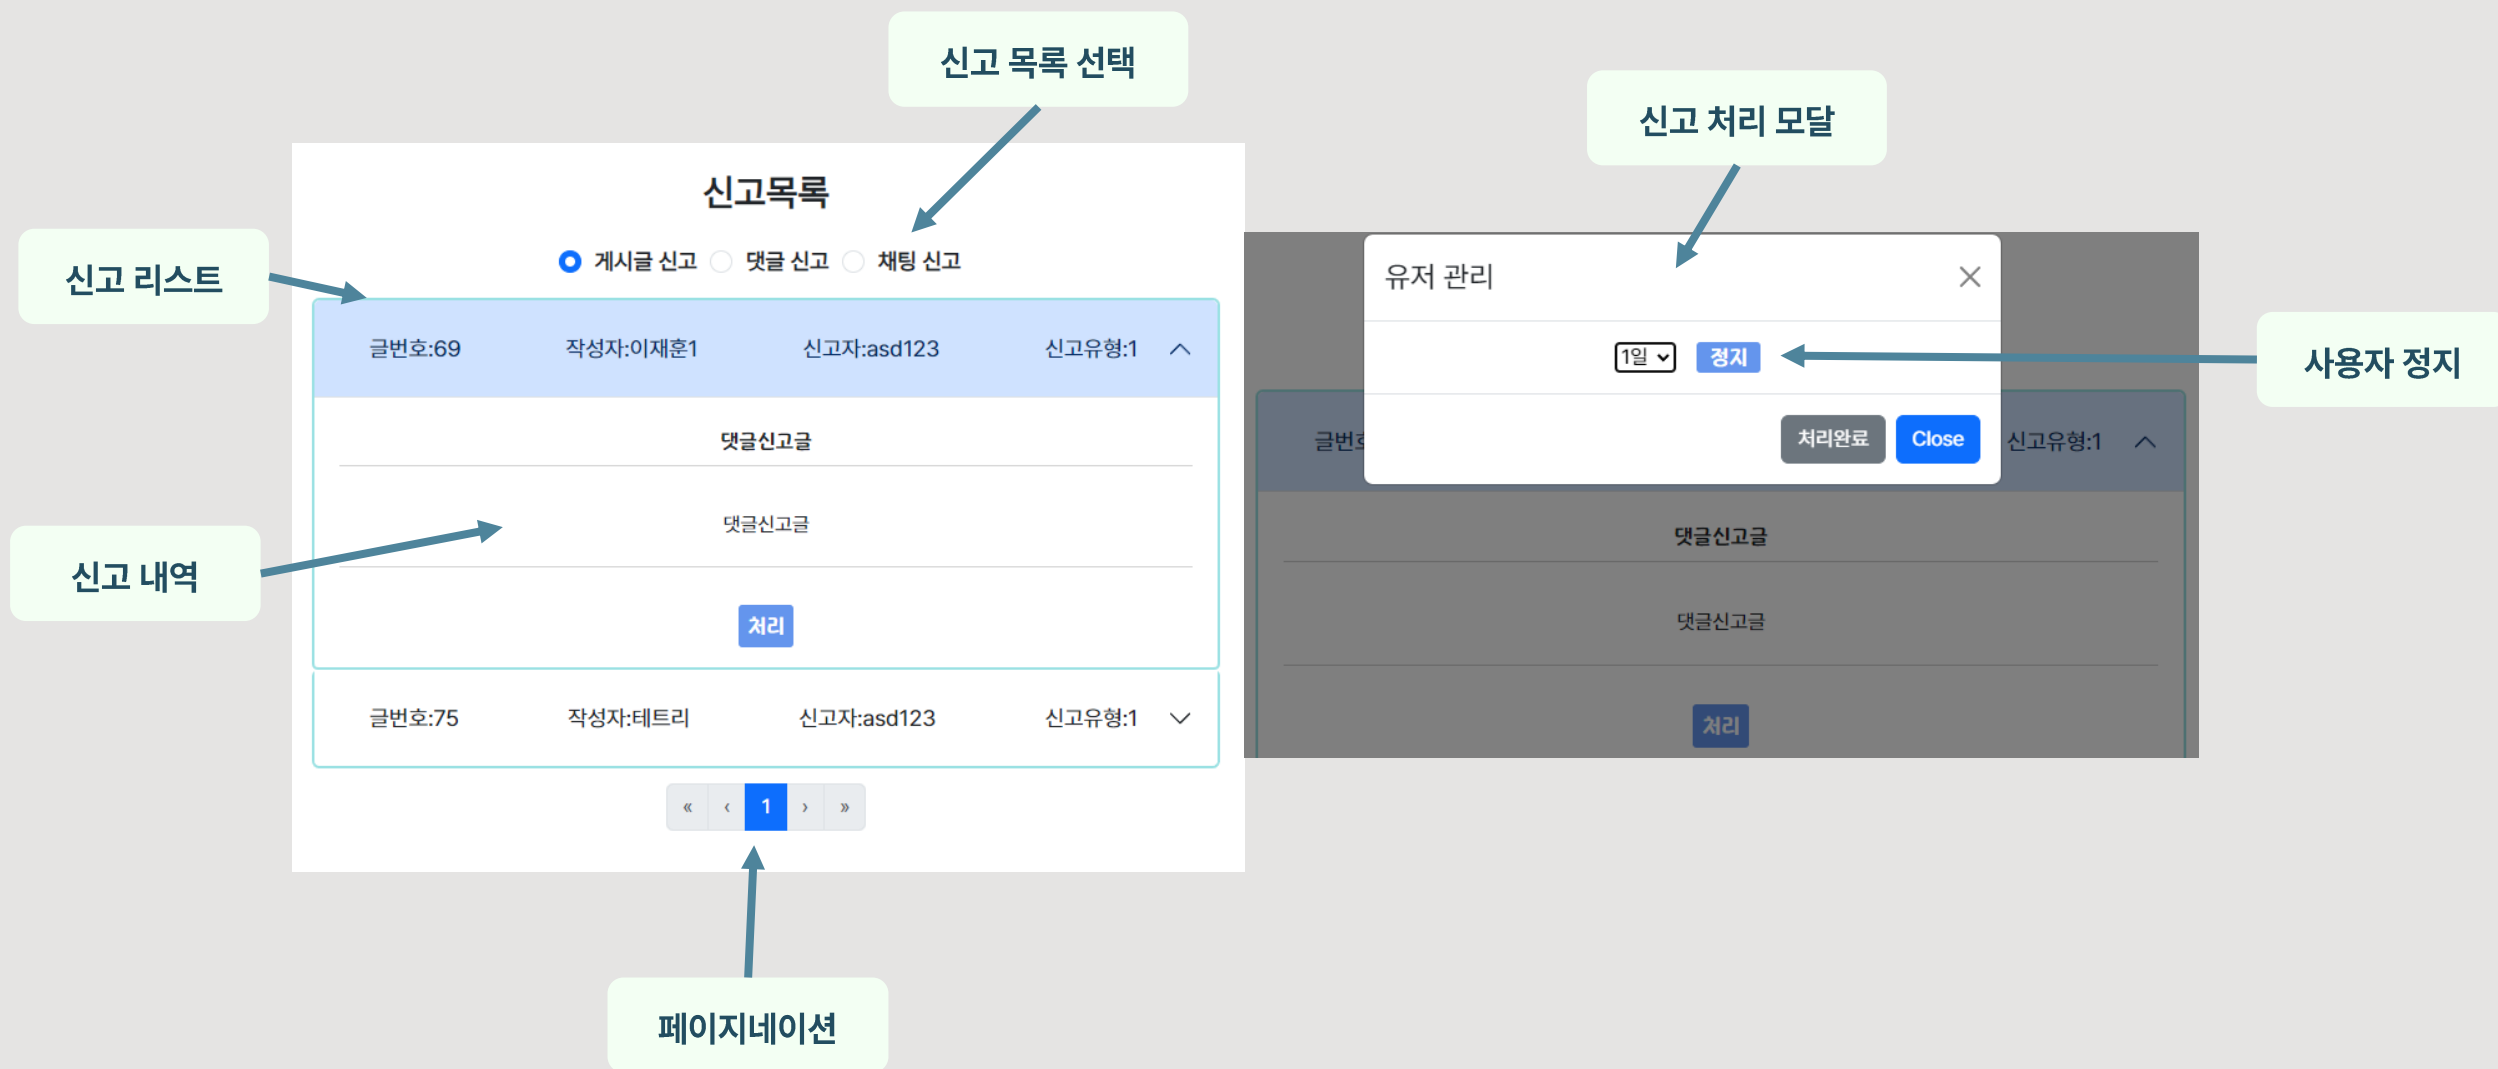 신고 목록 선택
신고 처리 모달
신고목록
게시글 신고 댓글 신고 채팅 신고
신고 리스트
글번호:69 작성자:이재훈1 신고자:asd123 신고유형:1
댓글신고글
댓글신고글
신고 내역
처리
글번호:75 작성자:테트리 신고자:asd123 신고유형:1
« ‹ 1 › »
페이지네이션
유저 관리
1일 정지
사용자 정지
처리완료 Close
신고유형:1
댓글신고글
댓글신고글
처리